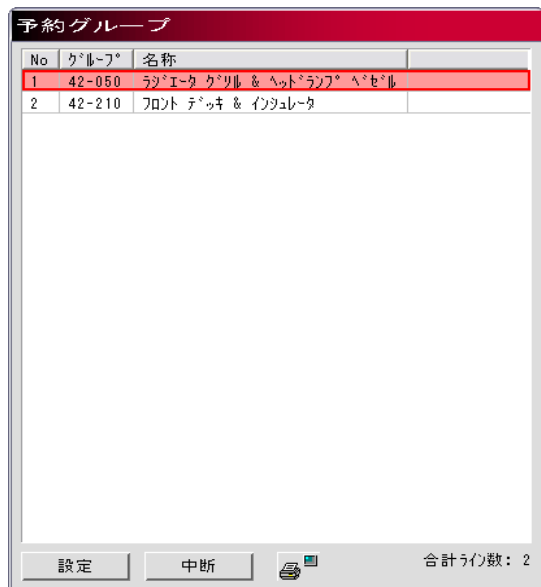 予約グループ
No ｸﾞﾙｰﾌﾟ 名称
1 42-050 ﾗｼﾞｴｰﾀ ｸﾞﾘﾙ & ﾍｯﾄﾞﾗﾝﾌﾟ ﾍﾞｾﾞﾙ
2 42-210 ﾌﾛﾝﾄ ﾃﾞｯｷ & ｲﾝｼｭﾚｰﾀ
設定 中断 合計ﾗｲﾝ数: 2